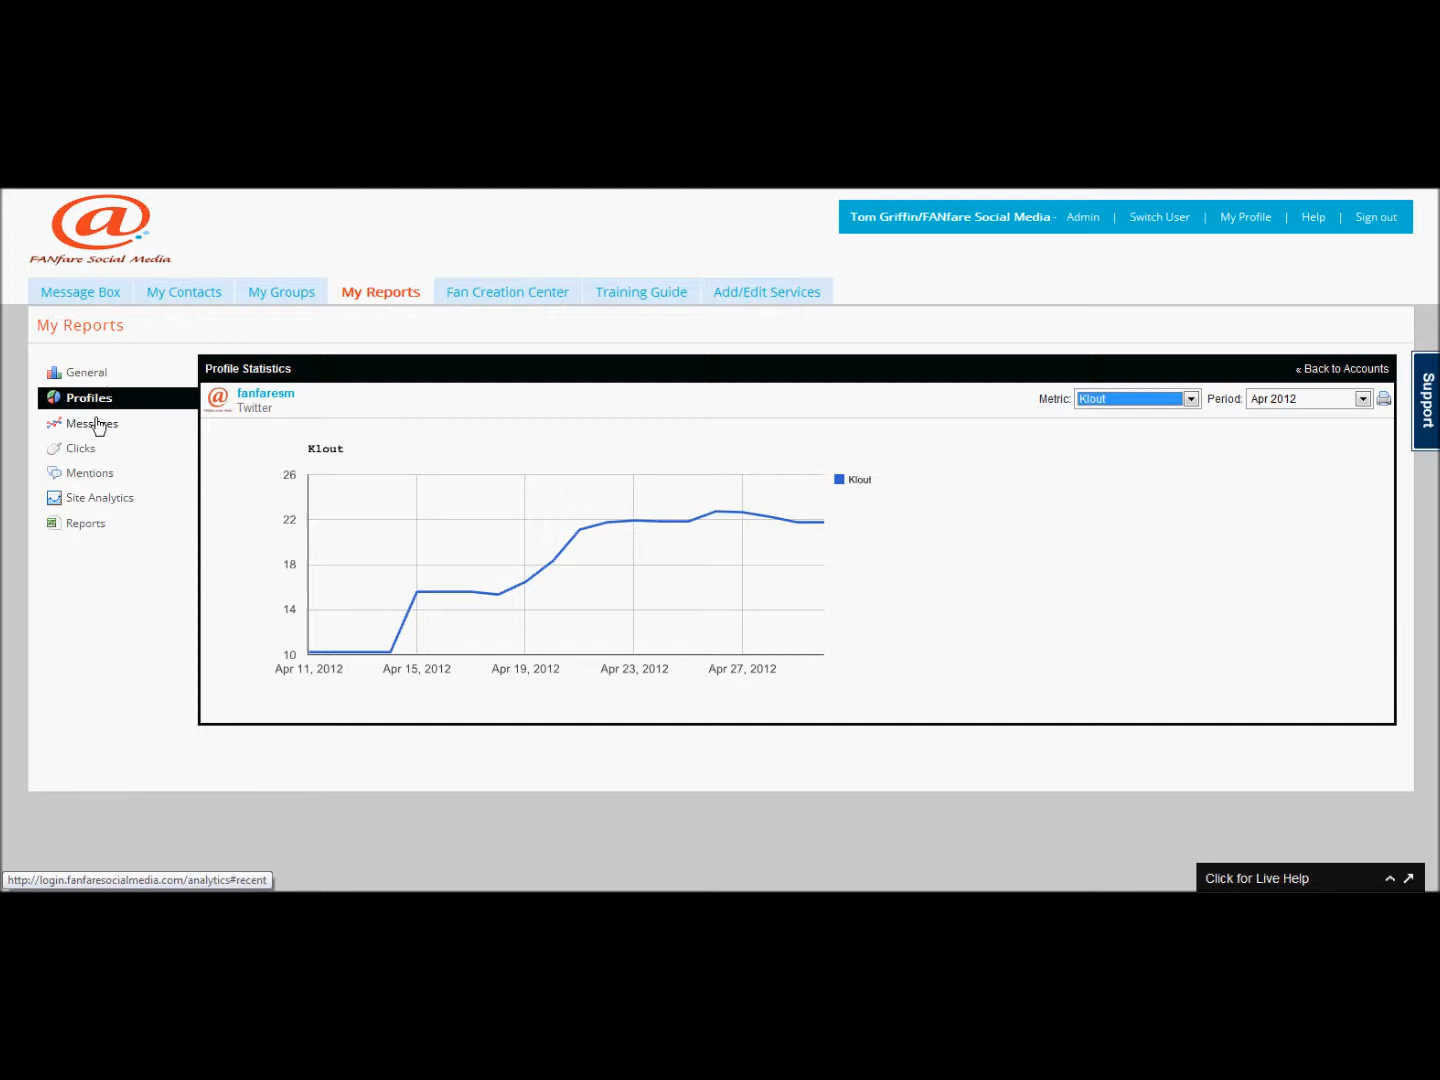 @
FANfare Social Media
Tom Griffin/FANfare Social Media - Admin | Switch User | My Profile | Help | Sign out
Message Box My Contacts My Groups My Reports Fan Creation Center Training Guide Add/Edit Services
My Reports
General
Profiles
Messages
Clicks
Mentions
Site Analytics
Reports
Profile Statistics « Back to Accounts
@ fanfaresm
Twitter
Metric: Klout Period: Apr 2012
Klout
26
22
18
14
10
Apr 11, 2012 Apr 15, 2012 Apr 19, 2012 Apr 23, 2012 Apr 27, 2012
Klout
Support
http://login.fanfaresocialmedia.com/analytics#recent
Click for Live Help